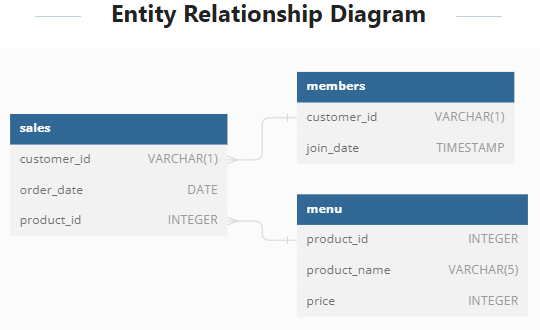 Entity Relationship Diagram
sales
customer_id VARCHAR(1)
order_date DATE
product_id INTEGER
members
customer_id VARCHAR(1)
join_date TIMESTAMP
menu
product_id INTEGER
product_name VARCHAR(5)
price INTEGER